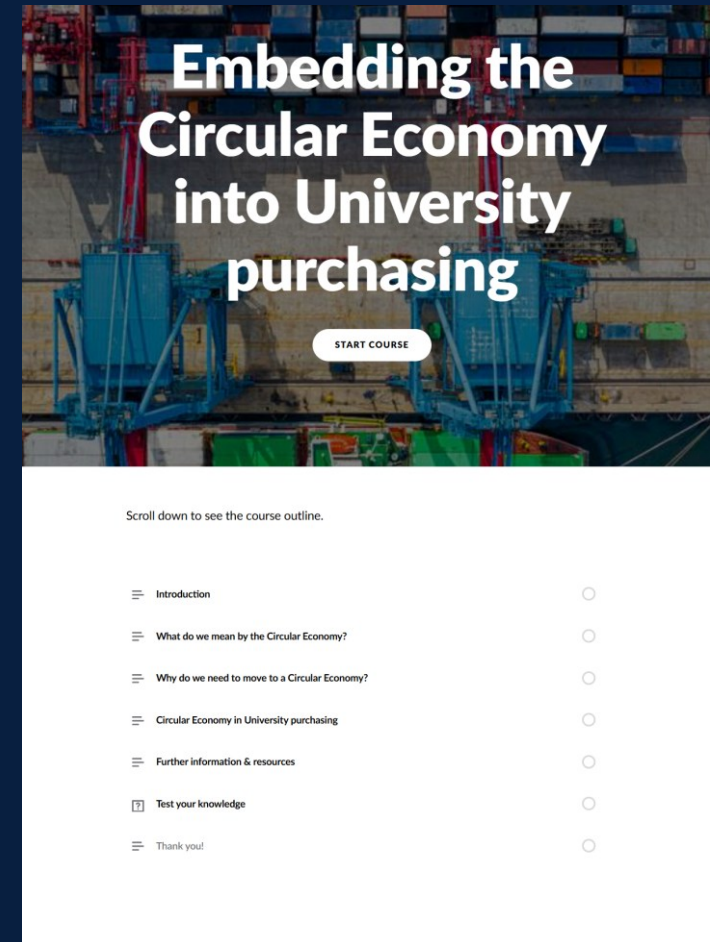 Embedding the
Circular Economy
into University
purchasing
START COURSE
Scroll down to see the course outline.
Introduction
What do we mean by the Circular Economy?
Why do we need to move to a Circular Economy?
Circular Economy in University purchasing
Further information & resources
? Test your knowledge
Thank you!